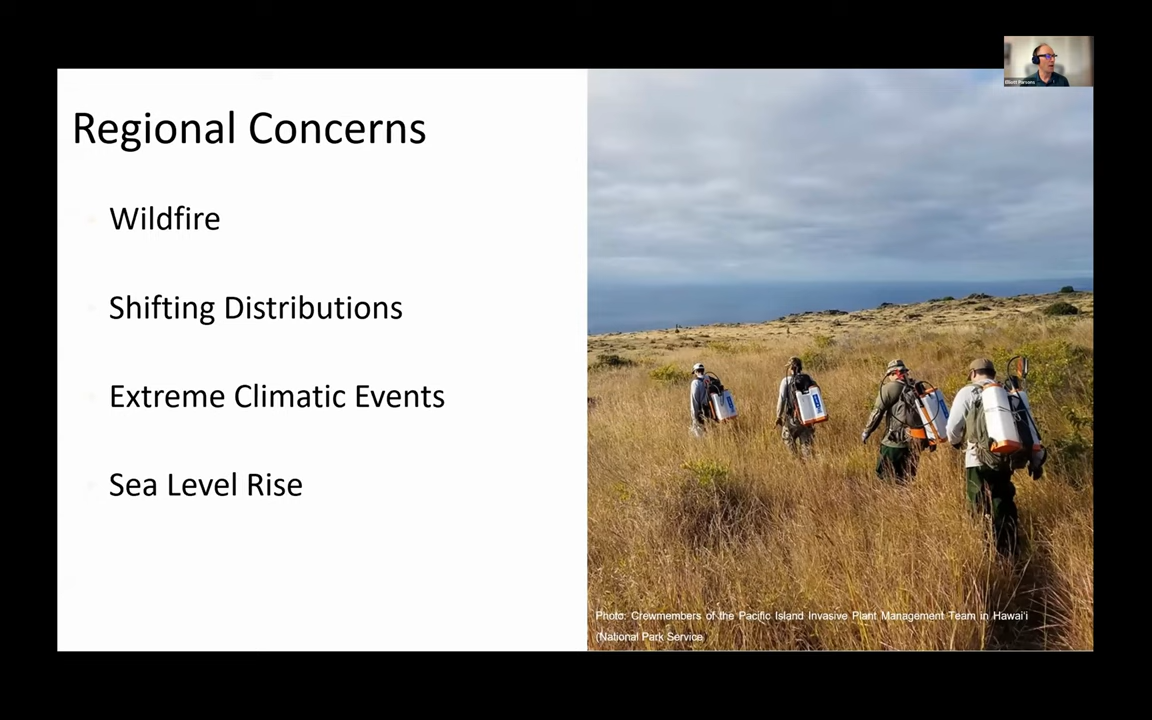 Regional Concerns
Wildfire
Shifting Distributions
Extreme Climatic Events
Sea Level Rise
Photo: Crewmembers of the Pacific Island Invasive Plant Management Team in Hawai'i
(National Park Service